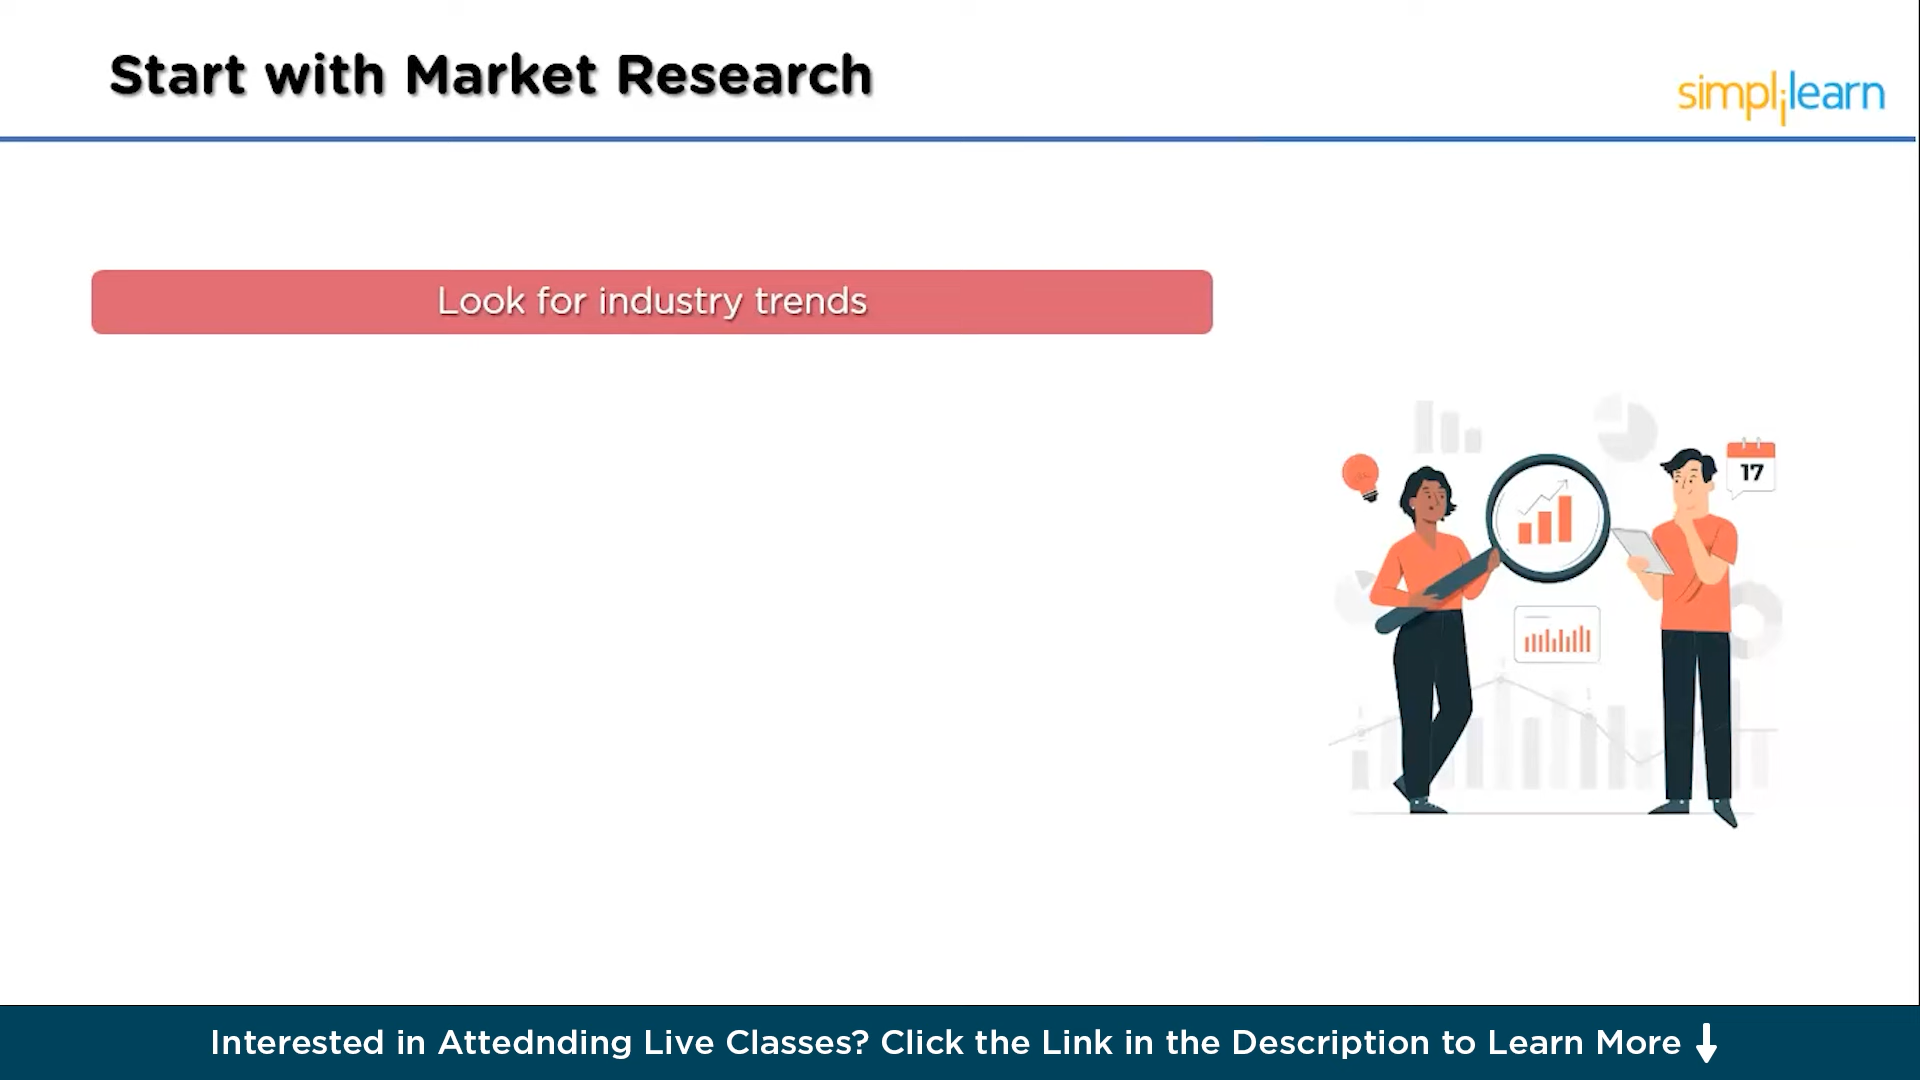 Start with Market Research
simplilearn
Look for industry trends
17
Interested in Attednding Live Classes? Click the Link in the Description to Learn More